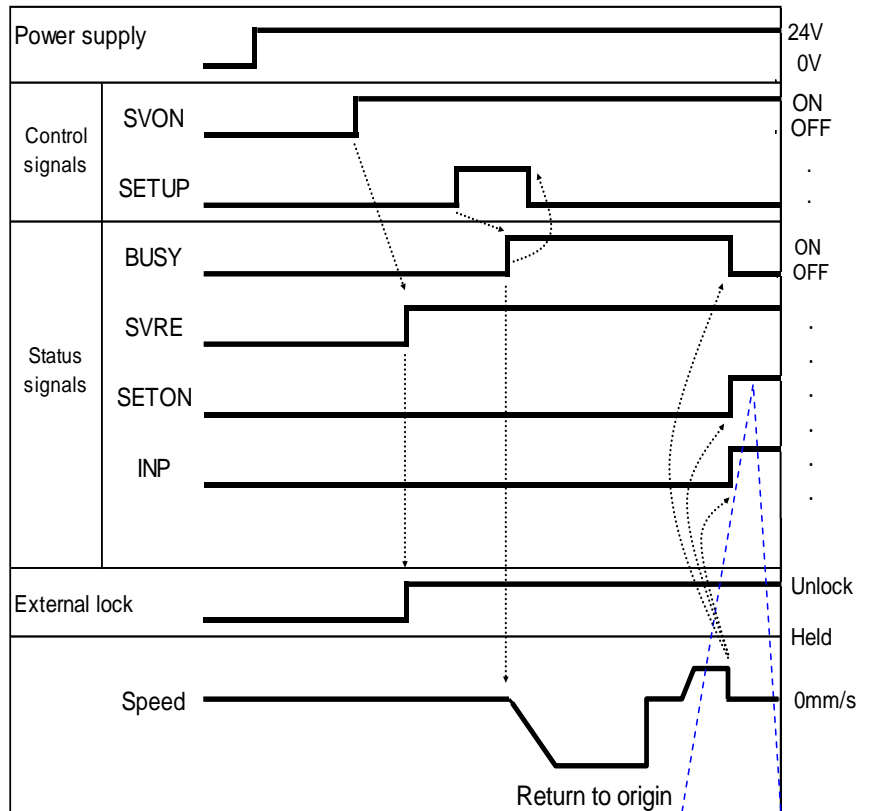 Power supply
24V
0V
Control
signals
SVON
ON
OFF
SETUP
Status
signals
BUSY
ON
OFF
SVRE
SETON
INP
External lock
Unlock
Held
Speed
0mm/s
Return to origin